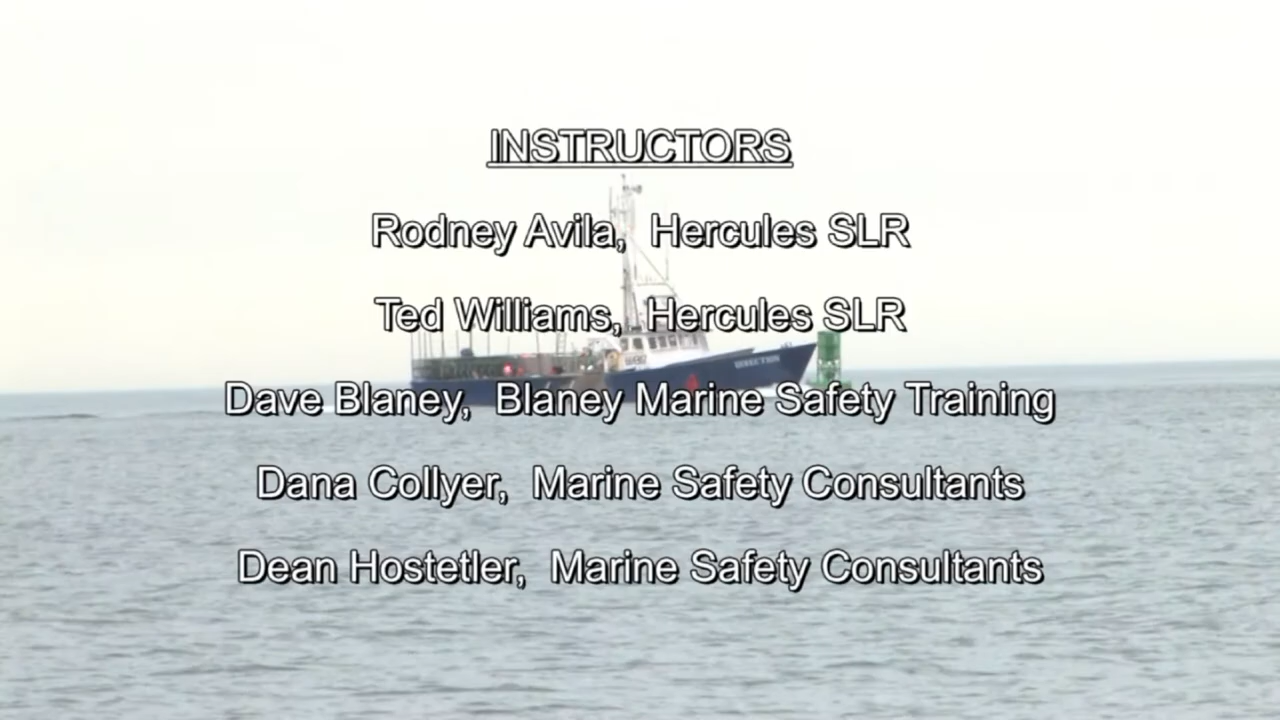 INSTRUCTORS
Rodney Avila, Hercules SLR
Ted Williams, Hercules SLR
Dave Blaney, Blaney Marine Safety Training
Dana Collyer, Marine Safety Consultants
Dean Hostetler, Marine Safety Consultants